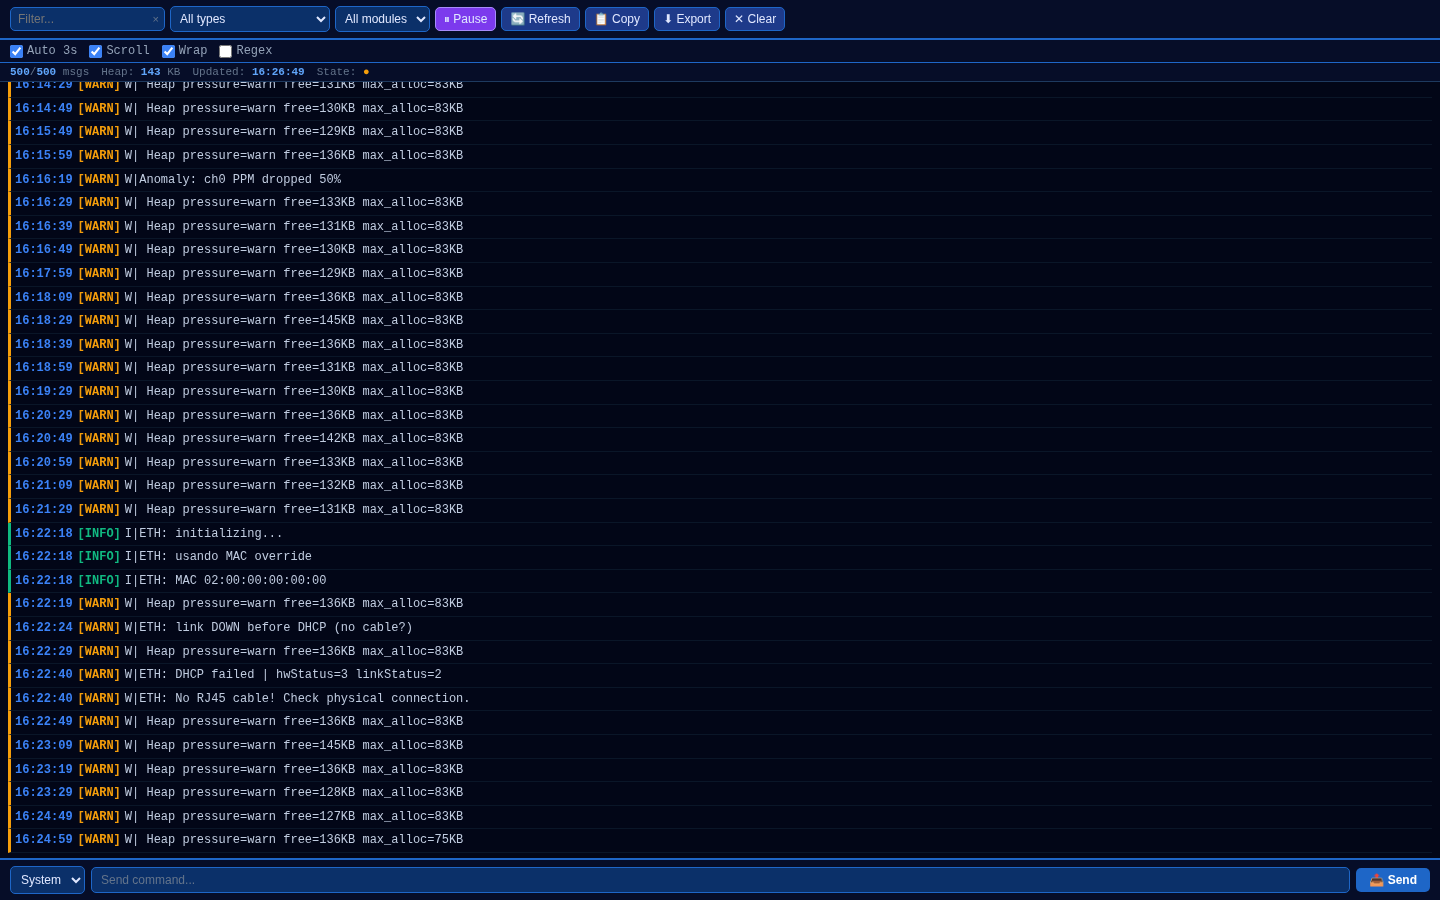 Filter... × All types All modules ⏸ Pause 🔄 Refresh 📋 Copy ⬇ Export ✕ Clear
Auto 3s Scroll Wrap Regex
500/500 msgs Heap: 143 KB Updated: 16:26:49 State: ●
16:14:29 [WARN] W| Heap pressure=warn free=131KB max_alloc=83KB
16:14:49 [WARN] W| Heap pressure=warn free=130KB max_alloc=83KB
16:15:49 [WARN] W| Heap pressure=warn free=129KB max_alloc=83KB
16:15:59 [WARN] W| Heap pressure=warn free=136KB max_alloc=83KB
16:16:19 [WARN] W|Anomaly: ch0 PPM dropped 50%
16:16:29 [WARN] W| Heap pressure=warn free=133KB max_alloc=83KB
16:16:39 [WARN] W| Heap pressure=warn free=131KB max_alloc=83KB
16:16:49 [WARN] W| Heap pressure=warn free=130KB max_alloc=83KB
16:17:59 [WARN] W| Heap pressure=warn free=129KB max_alloc=83KB
16:18:09 [WARN] W| Heap pressure=warn free=136KB max_alloc=83KB
16:18:29 [WARN] W| Heap pressure=warn free=145KB max_alloc=83KB
16:18:39 [WARN] W| Heap pressure=warn free=136KB max_alloc=83KB
16:18:59 [WARN] W| Heap pressure=warn free=131KB max_alloc=83KB
16:19:29 [WARN] W| Heap pressure=warn free=130KB max_alloc=83KB
16:20:29 [WARN] W| Heap pressure=warn free=136KB max_alloc=83KB
16:20:49 [WARN] W| Heap pressure=warn free=142KB max_alloc=83KB
16:20:59 [WARN] W| Heap pressure=warn free=133KB max_alloc=83KB
16:21:09 [WARN] W| Heap pressure=warn free=132KB max_alloc=83KB
16:21:29 [WARN] W| Heap pressure=warn free=131KB max_alloc=83KB
16:22:18 [INFO] I|ETH: initializing...
16:22:18 [INFO] I|ETH: usando MAC override
16:22:18 [INFO] I|ETH: MAC 02:00:00:00:00:00
16:22:19 [WARN] W| Heap pressure=warn free=136KB max_alloc=83KB
16:22:24 [WARN] W|ETH: link DOWN before DHCP (no cable?)
16:22:29 [WARN] W| Heap pressure=warn free=136KB max_alloc=83KB
16:22:40 [WARN] W|ETH: DHCP failed | hwStatus=3 linkStatus=2
16:22:40 [WARN] W|ETH: No RJ45 cable! Check physical connection.
16:22:49 [WARN] W| Heap pressure=warn free=136KB max_alloc=83KB
16:23:09 [WARN] W| Heap pressure=warn free=145KB max_alloc=83KB
16:23:19 [WARN] W| Heap pressure=warn free=136KB max_alloc=83KB
16:23:29 [WARN] W| Heap pressure=warn free=128KB max_alloc=83KB
16:24:49 [WARN] W| Heap pressure=warn free=127KB max_alloc=83KB
16:24:59 [WARN] W| Heap pressure=warn free=136KB max_alloc=75KB
System Send command... 📥 Send